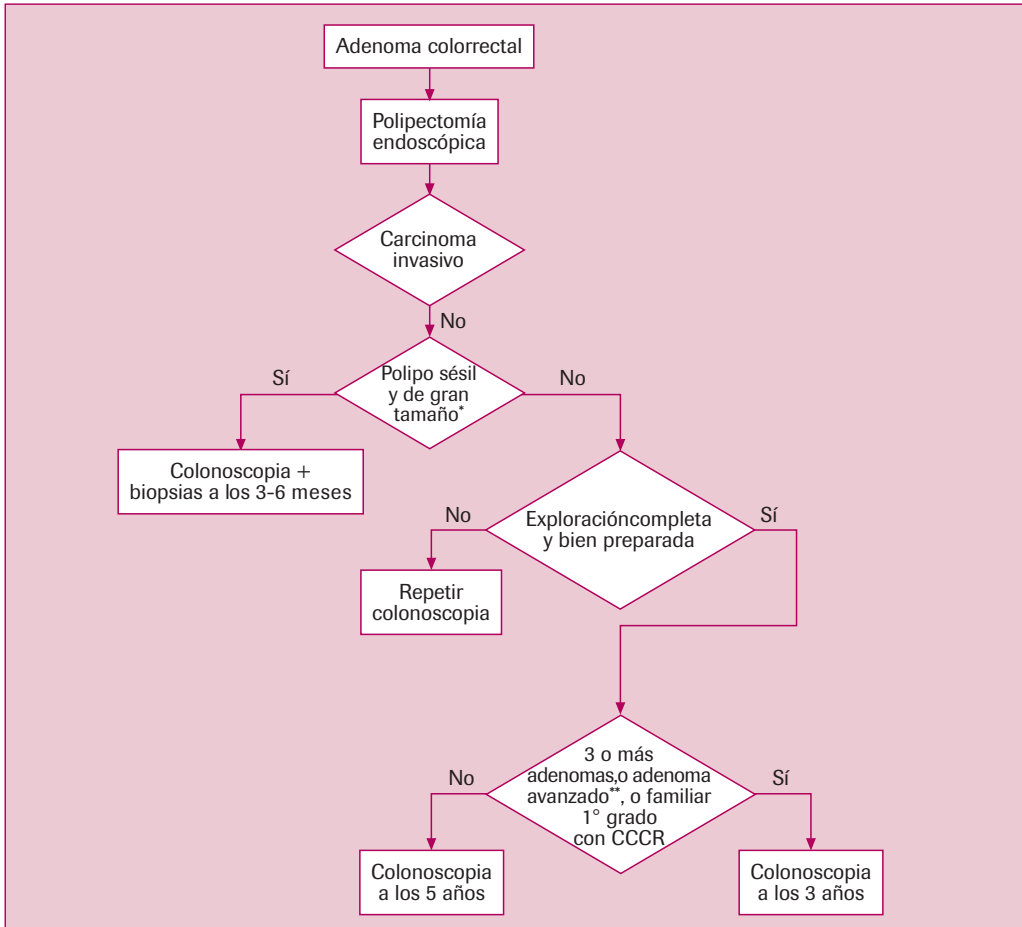 Adenoma colorrectal
Polipectomía
endoscópica
Carcinoma
invasivo
No
Sí
Polipo sésil
y de gran
tamaño*
No
Colonoscopia +
biopsias a los 3-6 meses
No
Exploracióncompleta
y bien preparada
Sí
Repetir
colonoscopia
No
3 o más
adenomas,o adenoma
avanzado**, o familiar
1° grado
con CCCR
Sí
Colonoscopia
a los 5 años
Colonoscopia
a los 3 años